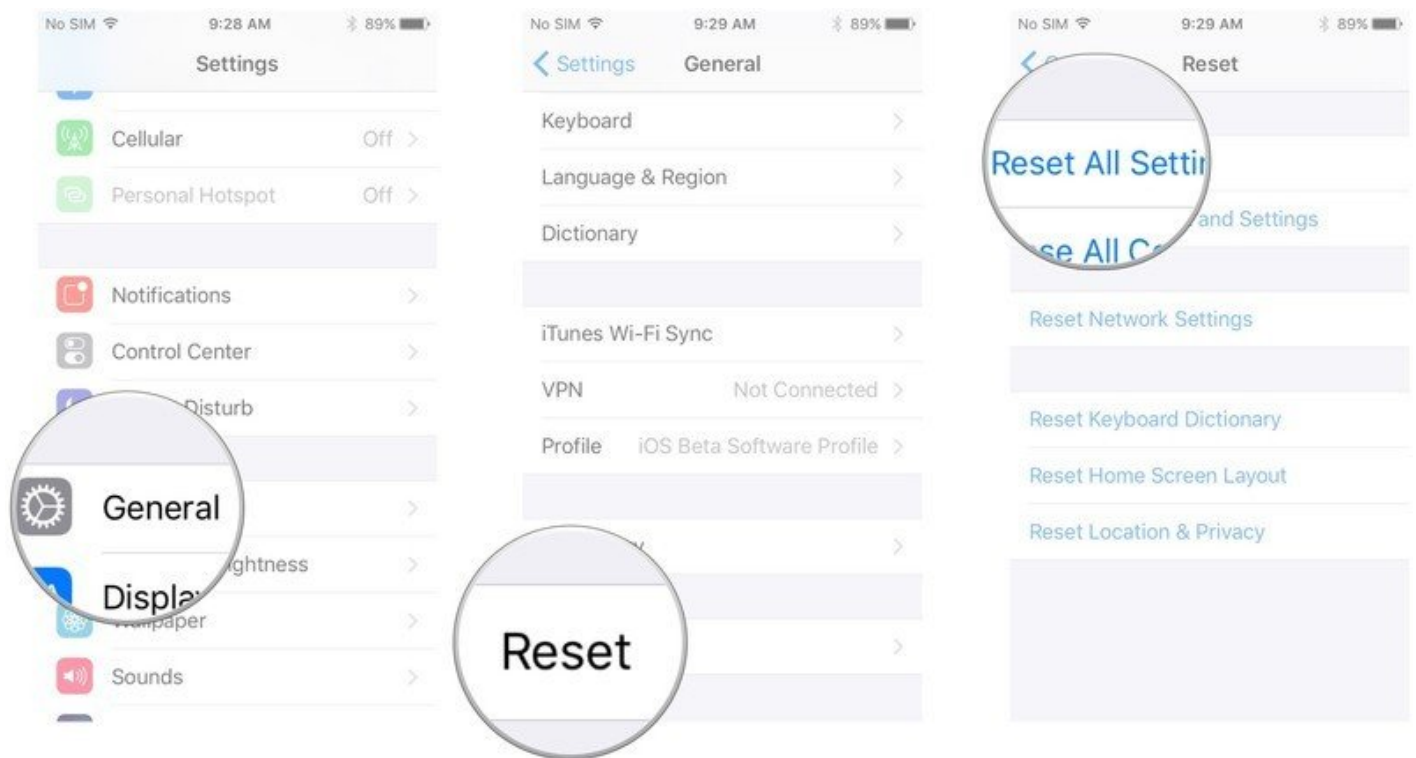 No SIM 9:28 AM 89%
Settings
Cellular Off
Personal Hotspot Off
Notifications
Control Center
Disturb
General
ghtness
Display
Wallpaper
Sounds
No SIM 9:29 AM 89%
Settings General
Keyboard
Language & Region
Dictionary
iTunes Wi-Fi Sync
VPN Not Connected
Profile iOS Beta Software Profile
Reset
No SIM 9:29 AM 89%
Reset
Reset All Settin
and Settings
se All Co
Reset Network Settings
Reset Keyboard Dictionary
Reset Home Screen Layout
Reset Location & Privacy